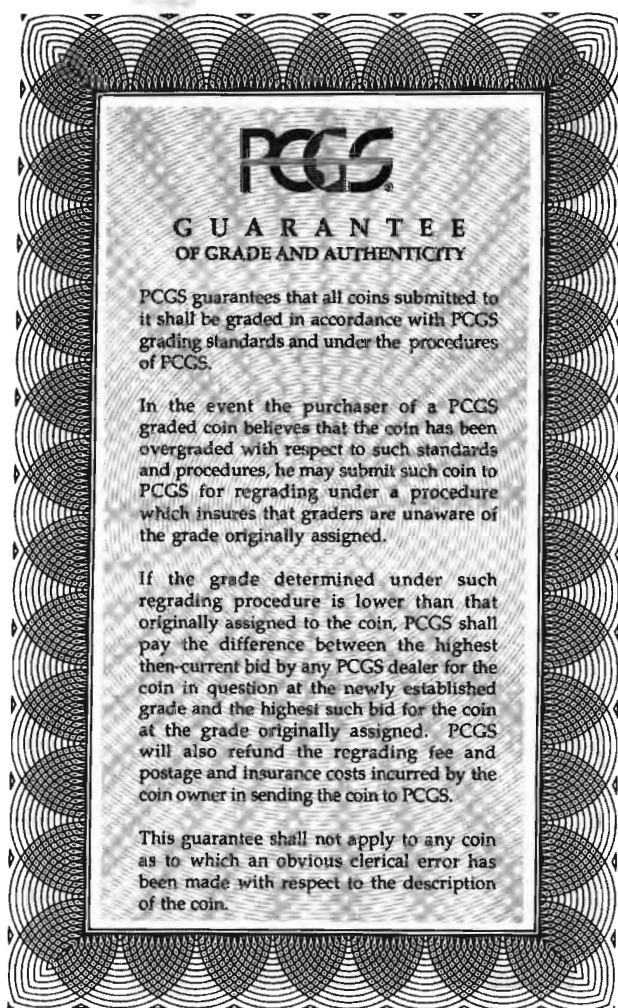 PCGS®
GUARANTEE
OF GRADE AND AUTHENTICITY
PCGS guarantees that all coins submitted to
it shall be graded in accordance with PCGS
grading standards and under the procedures
of PCGS.
In the event the purchaser of a PCGS
graded coin believes that the coin has been
overgraded with respect to such standards
and procedures, he may submit such coin to
PCGS for regrading under a procedure
which insures that graders are unaware of
the grade originally assigned.
If the grade determined under such
regrading procedure is lower than that
originally assigned to the coin, PCGS shall
pay the difference between the highest
then-current bid by any PCGS dealer for the
coin in question at the newly established
grade and the highest such bid for the coin
at the grade originally assigned. PCGS
will also refund the regrading fee and
postage and insurance costs incurred by the
coin owner in sending the coin to PCGS.
This guarantee shall not apply to any coin
as to which an obvious clerical error has
been made with respect to the description
of the coin.